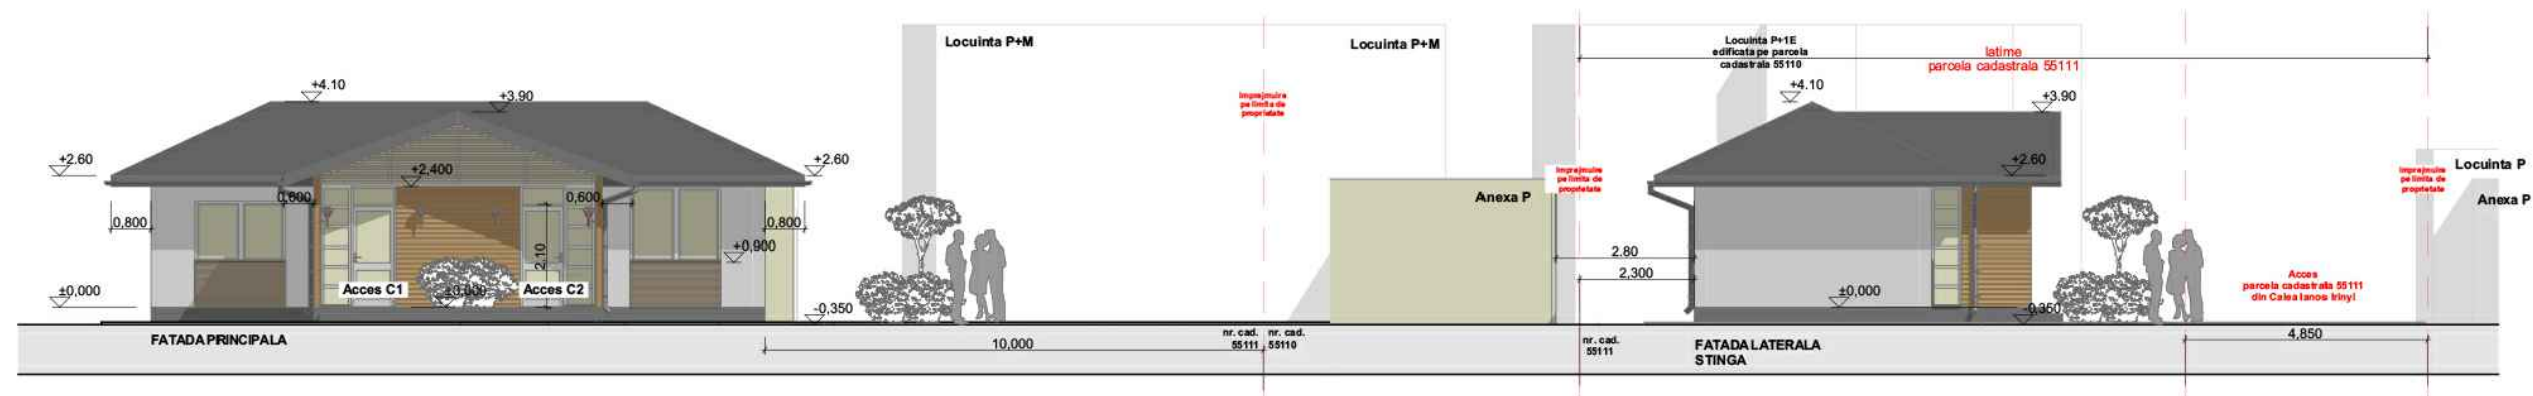 +4.10
+3.90
+2.60
+2.60
+2,400
0,600
0,600
0,800
0,800
+0,900
2.10
±0,000
Acces C1
±0,000
Acces C2
-0,350
FATADA PRINCIPALA
10,000
Locuinta P+M
Imprejmuire
pe limita de
proprietate
Locuinta P+M
Anexa P
nr. cad.
55111
nr. cad.
55110
Locuinta P+1E
edificata pe parcela
cadastrala 55110
latime
parcela cadastrala 55111
+4.10
+3.90
+2.60
Imprejmuire
pe limita de
proprietate
2.80
2,300
±0,000
-0,350
nr. cad.
55111
FATADA LATERALA
STINGA
Acces
parcela cadastrala 55111
din Calea Ianos Irinyi
4,850
Imprejmuire
pe limita de
proprietate
Locuinta P
Anexa P